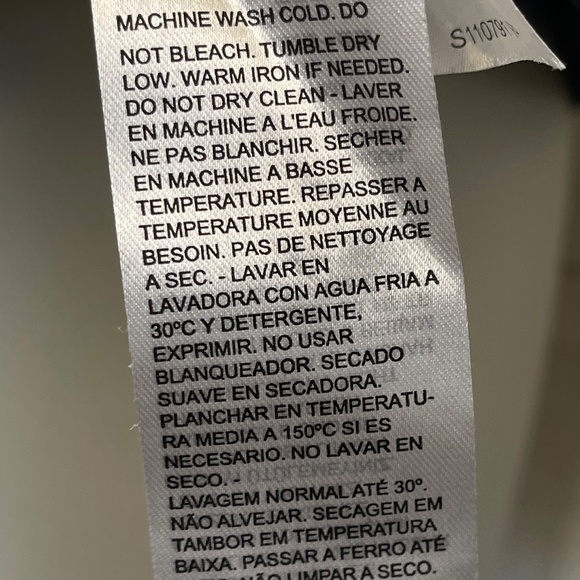 MACHINE WASH COLD. DO
NOT BLEACH. TUMBLE DRY
LOW. WARM IRON IF NEEDED.
DO NOT DRY CLEAN - LAVER
EN MACHINE A L'EAU FROIDE.
NE PAS BLANCHIR. SECHER
EN MACHINE A BASSE
TEMPERATURE. REPASSER A
TEMPERATURE MOYENNE AU
BESOIN. PAS DE NETTOYAGE
A SEC. - LAVAR EN
LAVADORA CON AGUA FRIA A
30ºC Y DETERGENTE,
EXPRIMIR. NO USAR
BLANQUEADOR. SECADO
SUAVE EN SECADORA.
PLANCHAR EN TEMPERATU-
RA MEDIA A 150ºC SI ES
NECESARIO. NO LAVAR EN
SECO. -
LAVAGEM NORMAL ATÉ 30º.
NÃO ALVEJAR. SECAGEM EM
TAMBOR EM TEMPERATURA
BAIXA. PASSAR A FERRO ATÉ
NÃO LIMPAR A SECO.